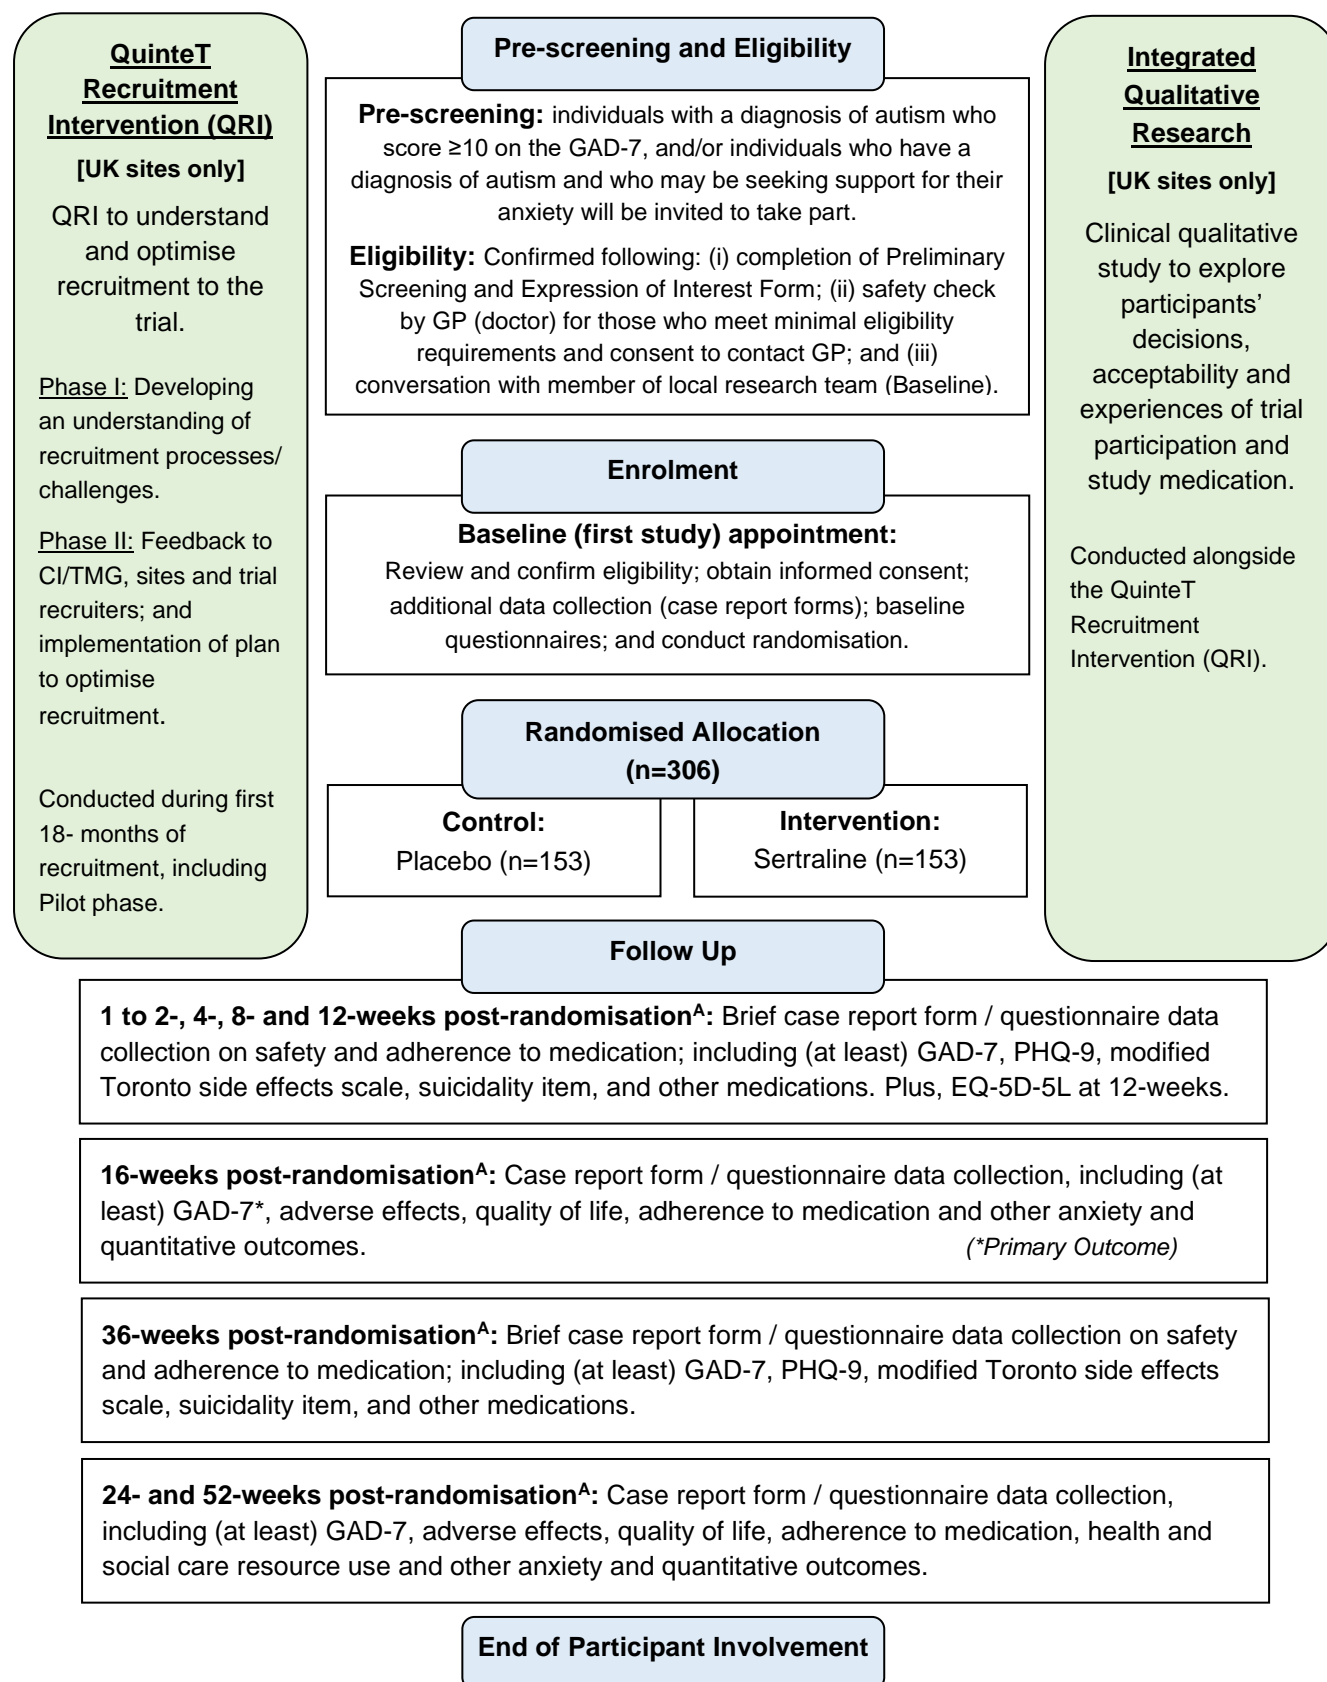 QuinteT
Recruitment
Intervention (QRI)
[UK sites only]
QRI to understand
and optimise
recruitment to the
trial.
Phase I: Developing
an understanding of
recruitment processes/
challenges.
Phase II: Feedback to
CI/TMG, sites and trial
recruiters; and
implementation of plan
to optimise
recruitment.
Conducted during first
18- months of
recruitment, including
Pilot phase.
Pre-screening and Eligibility
Pre-screening: individuals with a diagnosis of autism who
score ≥10 on the GAD-7, and/or individuals who have a
diagnosis of autism and who may be seeking support for their
anxiety will be invited to take part.
Eligibility: Confirmed following: (i) completion of Preliminary
Screening and Expression of Interest Form; (ii) safety check
by GP (doctor) for those who meet minimal eligibility
requirements and consent to contact GP; and (iii)
conversation with member of local research team (Baseline).
Enrolment
Baseline (first study) appointment:
Review and confirm eligibility; obtain informed consent;
additional data collection (case report forms); baseline
questionnaires; and conduct randomisation.
Randomised Allocation
(n=306)
Control:
Placebo (n=153)
Intervention:
Sertraline (n=153)
Integrated
Qualitative
Research
[UK sites only]
Clinical qualitative
study to explore
participants’
decisions,
acceptability and
experiences of trial
participation and
study medication.
Conducted alongside
the QuinteT
Recruitment
Intervention (QRI).
Follow Up
1 to 2-, 4-, 8- and 12-weeks post-randomisationᴬ: Brief case report form / questionnaire data
collection on safety and adherence to medication; including (at least) GAD-7, PHQ-9, modified
Toronto side effects scale, suicidality item, and other medications. Plus, EQ-5D-5L at 12-weeks.
16-weeks post-randomisationᴬ: Case report form / questionnaire data collection, including (at
least) GAD-7*, adverse effects, quality of life, adherence to medication and other anxiety and
quantitative outcomes. (*Primary Outcome)
36-weeks post-randomisationᴬ: Brief case report form / questionnaire data collection on safety
and adherence to medication; including (at least) GAD-7, PHQ-9, modified Toronto side effects
scale, suicidality item, and other medications.
24- and 52-weeks post-randomisationᴬ: Case report form / questionnaire data collection,
including (at least) GAD-7, adverse effects, quality of life, adherence to medication, health and
social care resource use and other anxiety and quantitative outcomes.
End of Participant Involvement